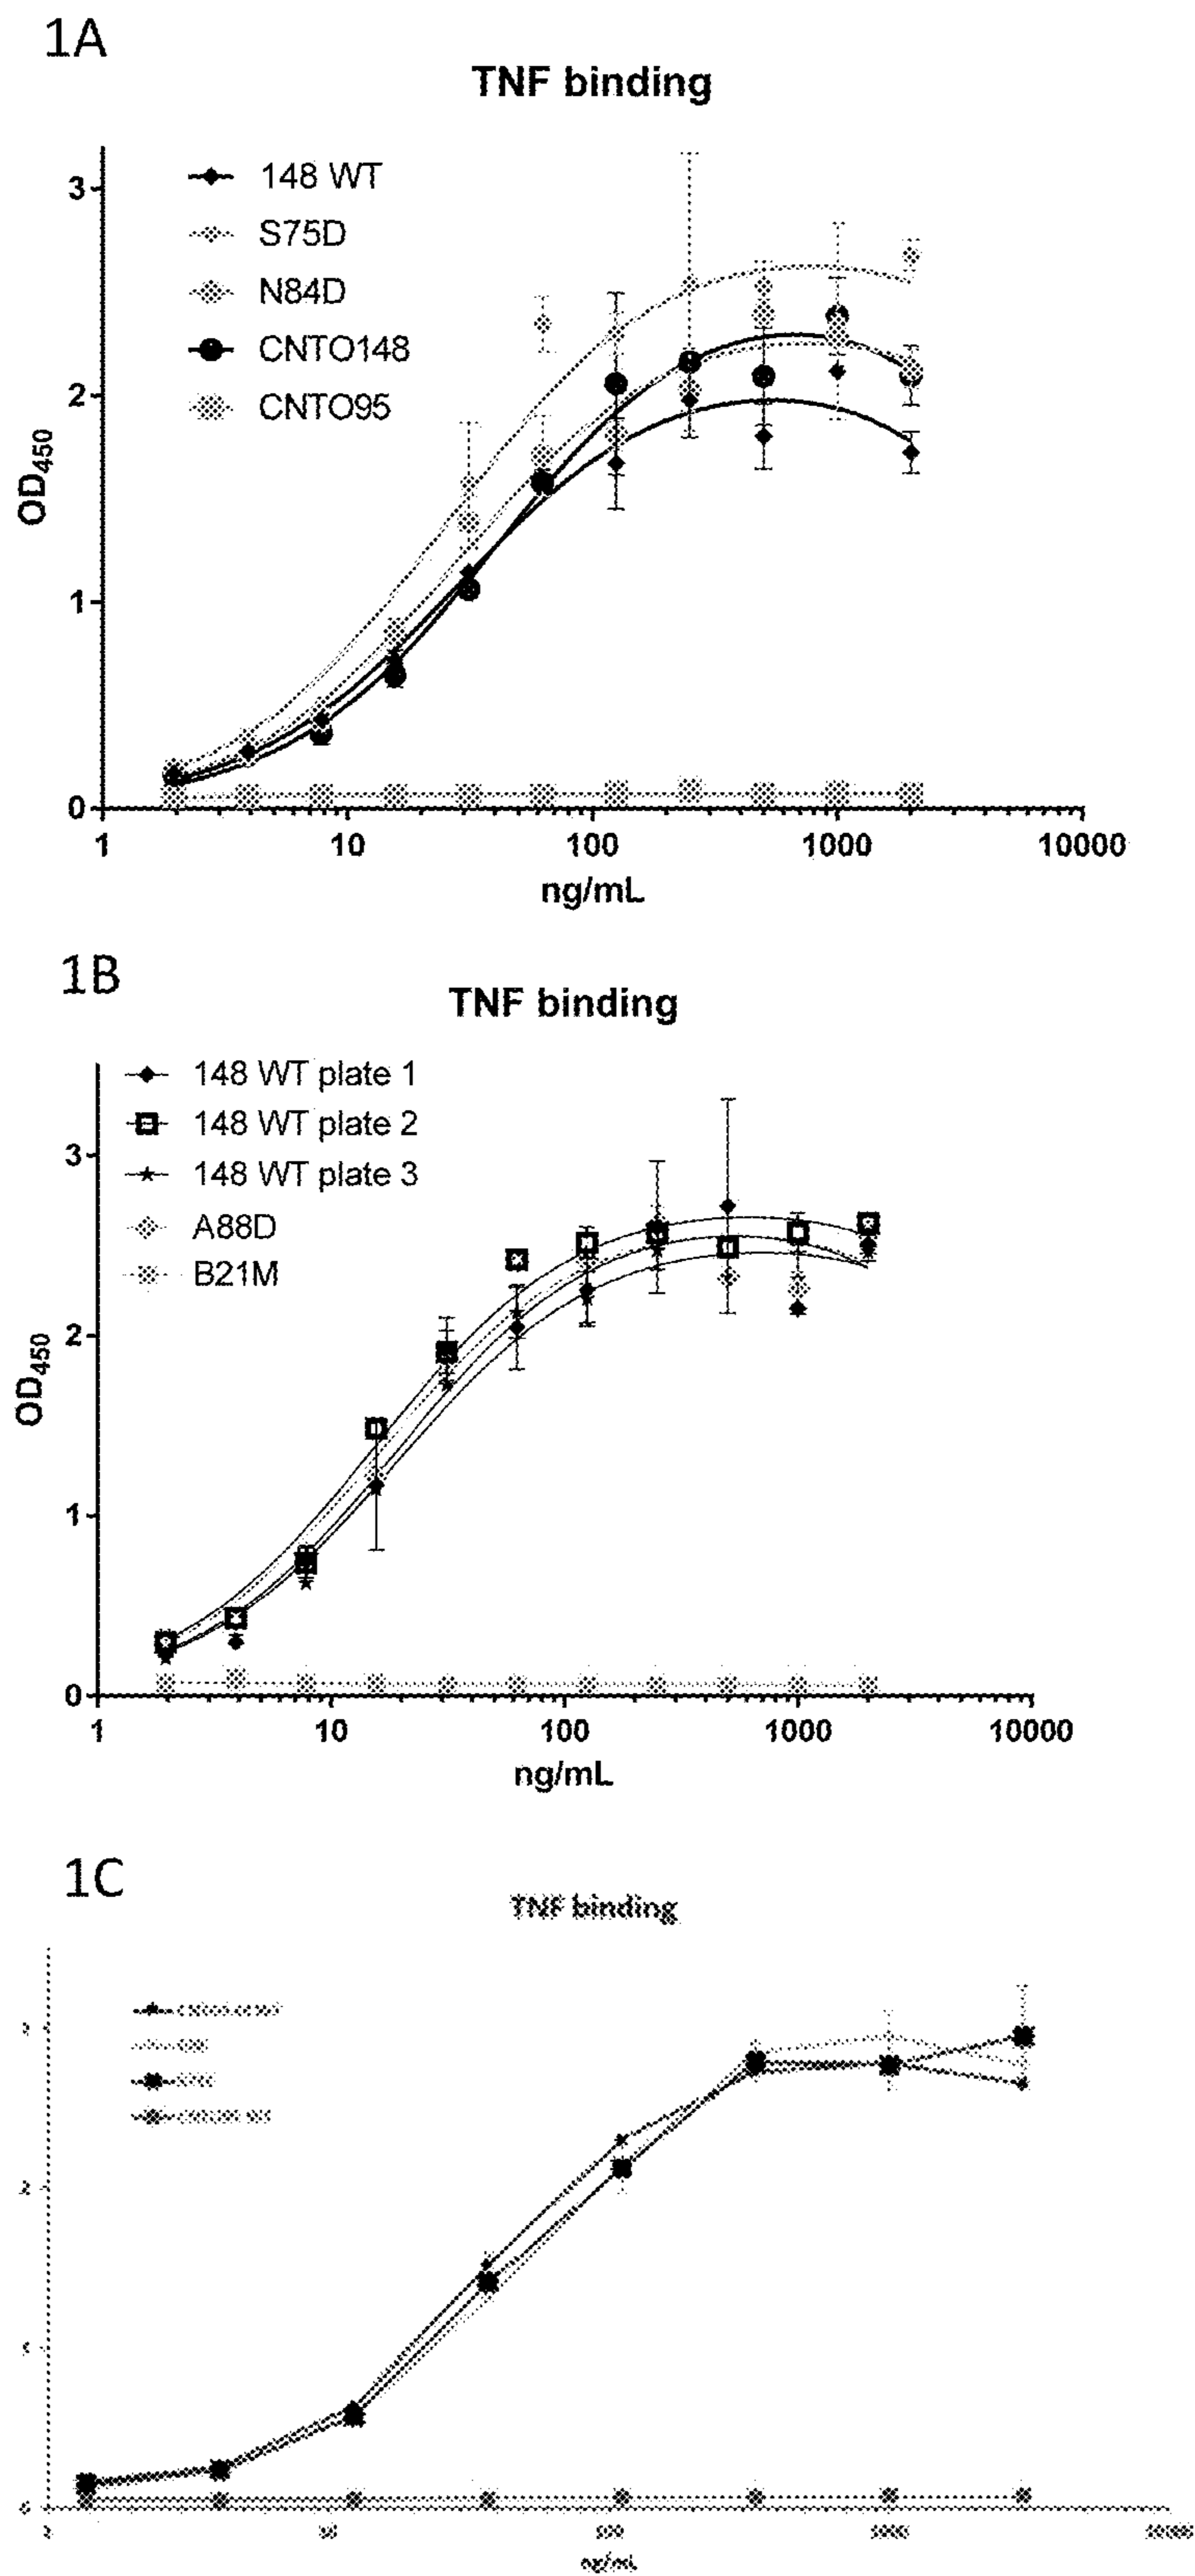 1A
TNF binding
148 WT
S75D
N84D
CNTO148
CNTO95
OD450
3
2
1
0
1 10 100 1000 10000
ng/mL
1B
TNF binding
148 WT plate 1
148 WT plate 2
148 WT plate 3
A88D
B21M
OD450
3
2
1
0
1 10 100 1000 10000
ng/mL
1C
TNF binding
ng/mL